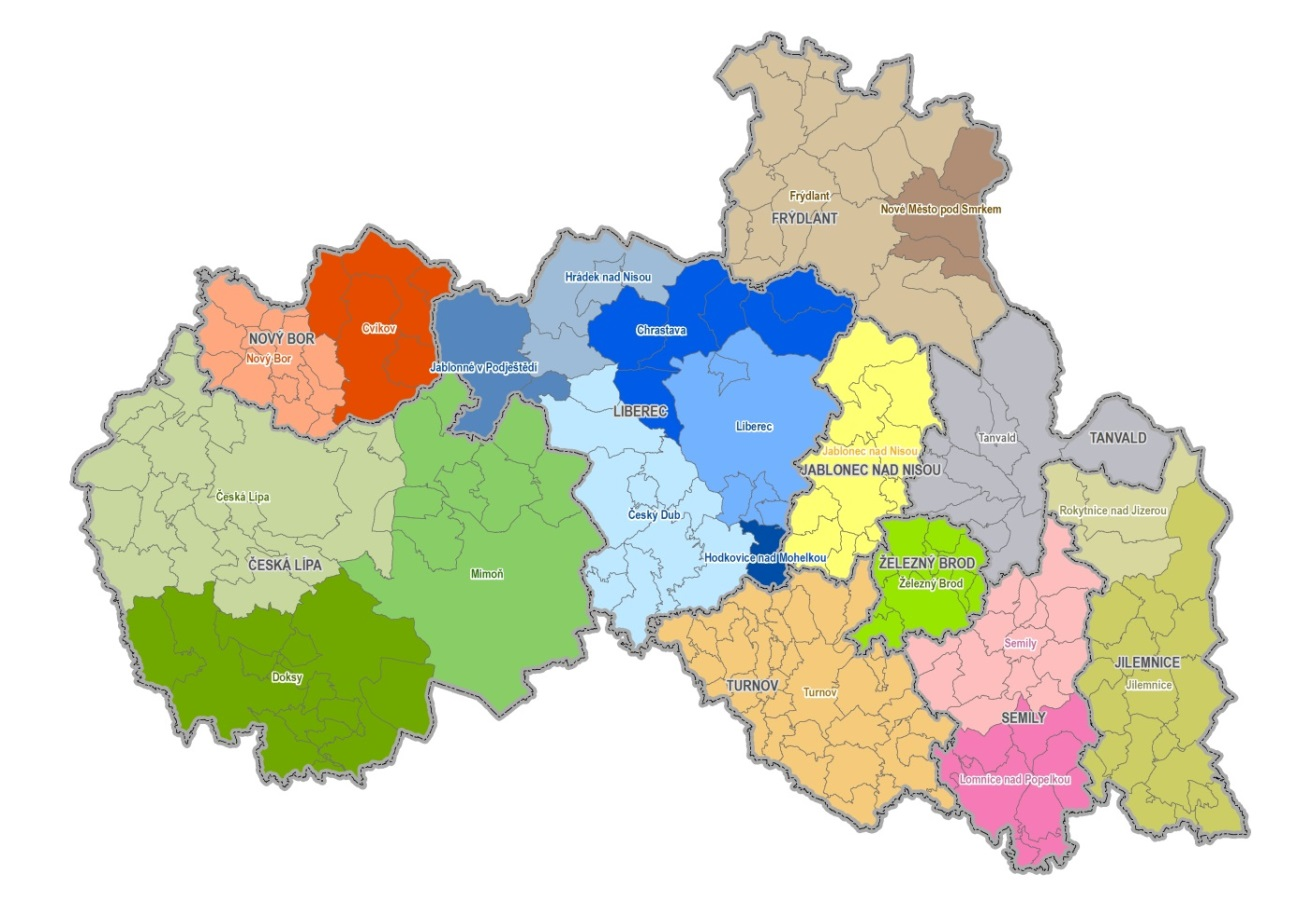 Frýdlant
FRÝDLANT
Nové Město pod Smrkem
Hrádek nad Nisou
Chrastava
Cvikov
NOVÝ BOR
Nový Bor
Jablonné v Podještědí
LIBEREC
Liberec
Tanvald
TANVALD
Jablonec nad Nisou
JABLONEC NAD NISOU
Česká Lípa
Rokytnice nad Jizerou
Český Dub
Hodkovice nad Mohelkou
ČESKÁ LÍPA
Mimoň
ŽELEZNÝ BROD
Železný Brod
Semily
JILEMNICE
Jilemnice
Doksy
TURNOV
Turnov
SEMILY
Lomnice nad Popelkou